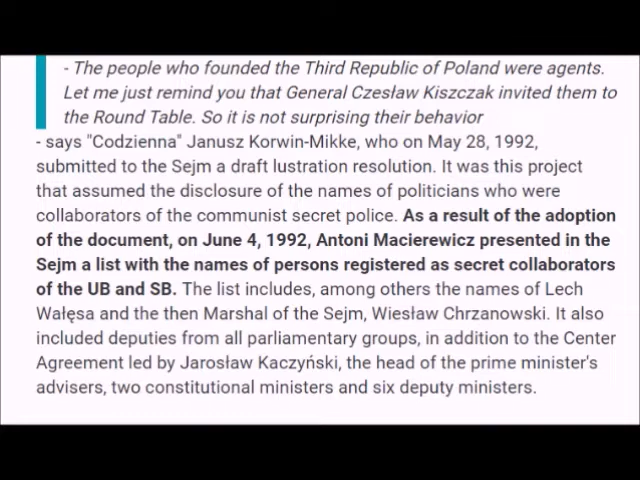 - The people who founded the Third Republic of Poland were agents.
Let me just remind you that General Czesław Kiszczak invited them to
the Round Table. So it is not surprising their behavior
- says "Codzienna" Janusz Korwin-Mikke, who on May 28, 1992,
submitted to the Sejm a draft lustration resolution. It was this project
that assumed the disclosure of the names of politicians who were
collaborators of the communist secret police. As a result of the adoption
of the document, on June 4, 1992, Antoni Macierewicz presented in the
Sejm a list with the names of persons registered as secret collaborators
of the UB and SB. The list includes, among others the names of Lech
Wałęsa and the then Marshal of the Sejm, Wiesław Chrzanowski. It also
included deputies from all parliamentary groups, in addition to the Center
Agreement led by Jarosław Kaczyński, the head of the prime minister's
advisers, two constitutional ministers and six deputy ministers.